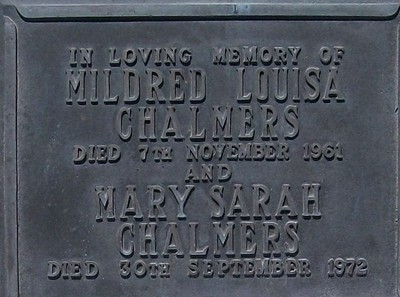 IN LOVING MEMORY OF
MILDRED LOUISA
CHALMERS
DIED 7TH NOVEMBER 1961
AND
MARY SARAH
CHALMERS
DIED 30TH SEPTEMBER 1972